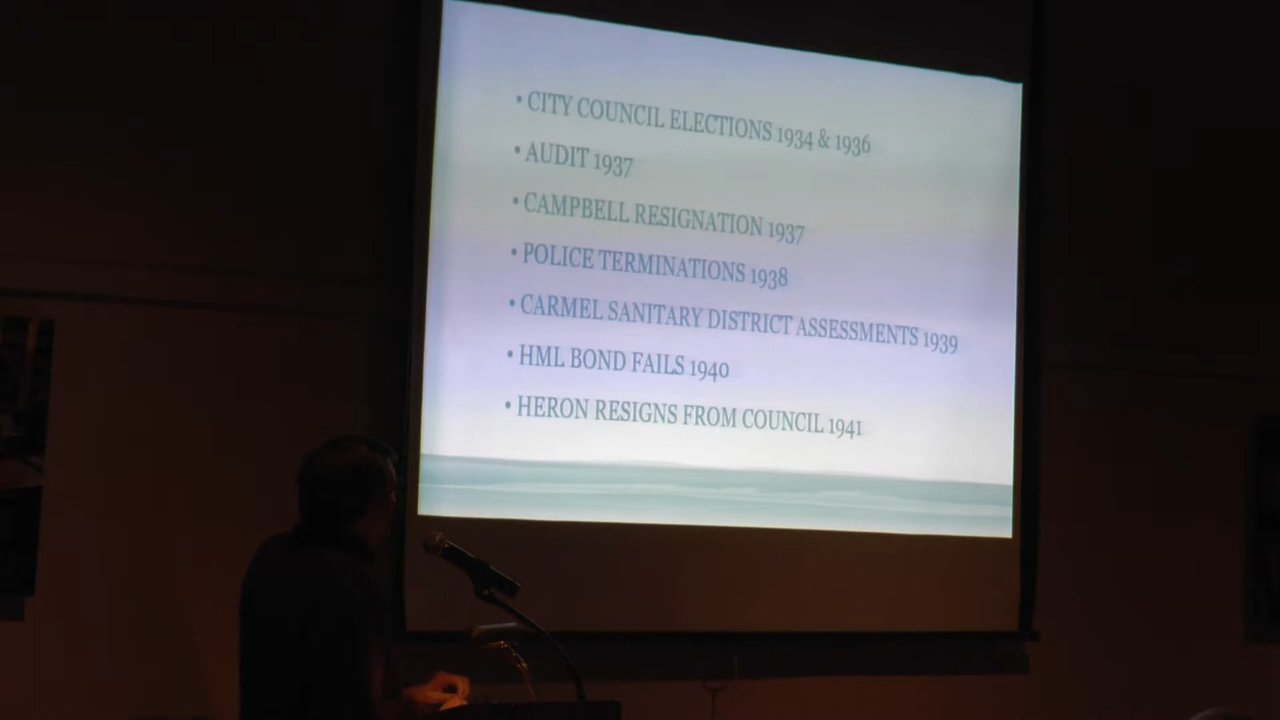 • CITY COUNCIL ELECTIONS 1934 & 1936
• AUDIT 1937
• CAMPBELL RESIGNATION 1937
• POLICE TERMINATIONS 1938
• CARMEL SANITARY DISTRICT ASSESSMENTS 1939
• HML BOND FAILS 1940
• HERON RESIGNS FROM COUNCIL 1941